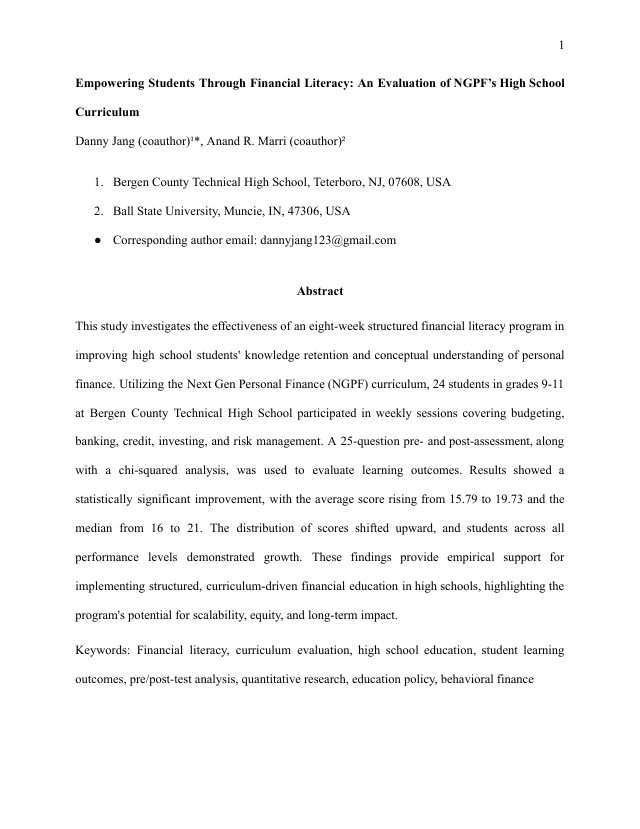 1
Empowering Students Through Financial Literacy: An Evaluation of NGPF’s High School
Curriculum
Danny Jang (coauthor)¹*, Anand R. Marri (coauthor)²
1. Bergen County Technical High School, Teterboro, NJ, 07608, USA
2. Ball State University, Muncie, IN, 47306, USA
● Corresponding author email: dannyjang123@gmail.com
Abstract
This study investigates the effectiveness of an eight-week structured financial literacy program in
improving high school students' knowledge retention and conceptual understanding of personal
finance. Utilizing the Next Gen Personal Finance (NGPF) curriculum, 24 students in grades 9-11
at Bergen County Technical High School participated in weekly sessions covering budgeting,
banking, credit, investing, and risk management. A 25-question pre- and post-assessment, along
with a chi-squared analysis, was used to evaluate learning outcomes. Results showed a
statistically significant improvement, with the average score rising from 15.79 to 19.73 and the
median from 16 to 21. The distribution of scores shifted upward, and students across all
performance levels demonstrated growth. These findings provide empirical support for
implementing structured, curriculum-driven financial education in high schools, highlighting the
program's potential for scalability, equity, and long-term impact.
Keywords: Financial literacy, curriculum evaluation, high school education, student learning
outcomes, pre/post-test analysis, quantitative research, education policy, behavioral finance